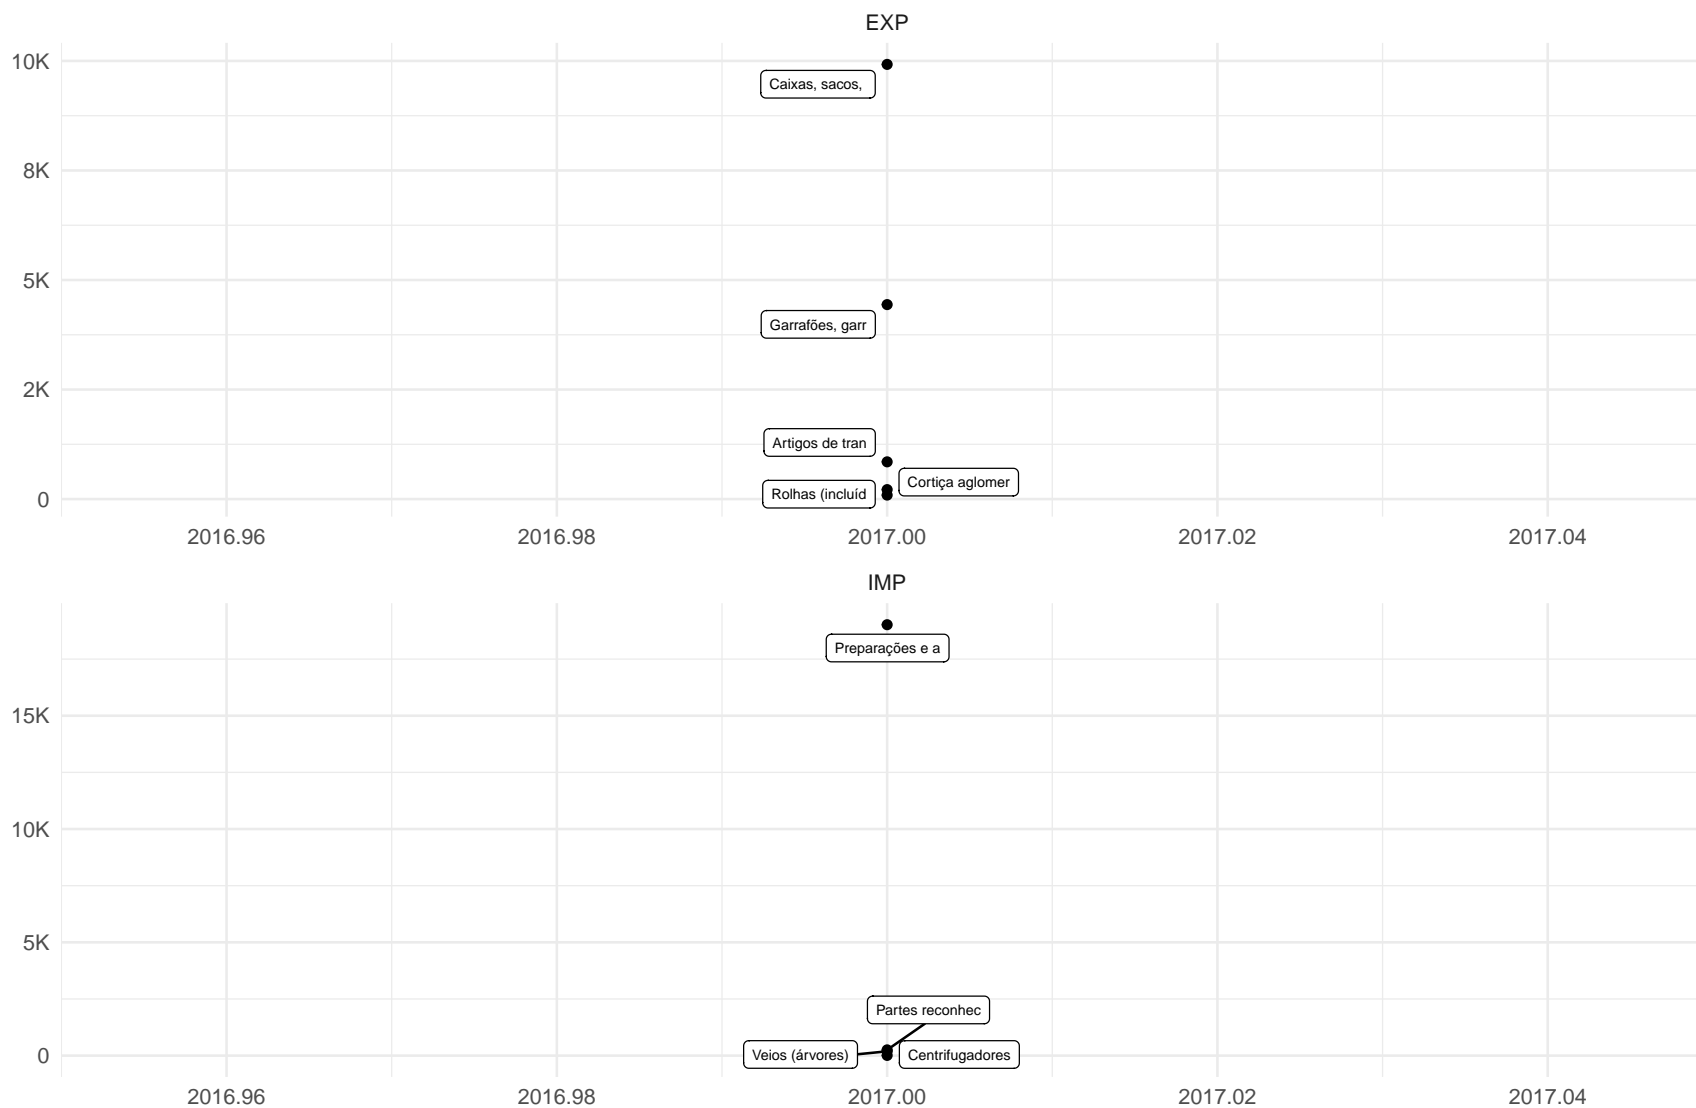 EXP
10K
Caixas, sacos,
8K
5K
Garrafões, garr
2K
Artigos de tran
Cortiça aglomer
Rolhas (incluíd
0
2016.96 2016.98 2017.00 2017.02 2017.04
IMP
Preparações e a
15K
10K
5K
Partes reconhec
0 Veios (árvores) Centrifugadores
2016.96 2016.98 2017.00 2017.02 2017.04